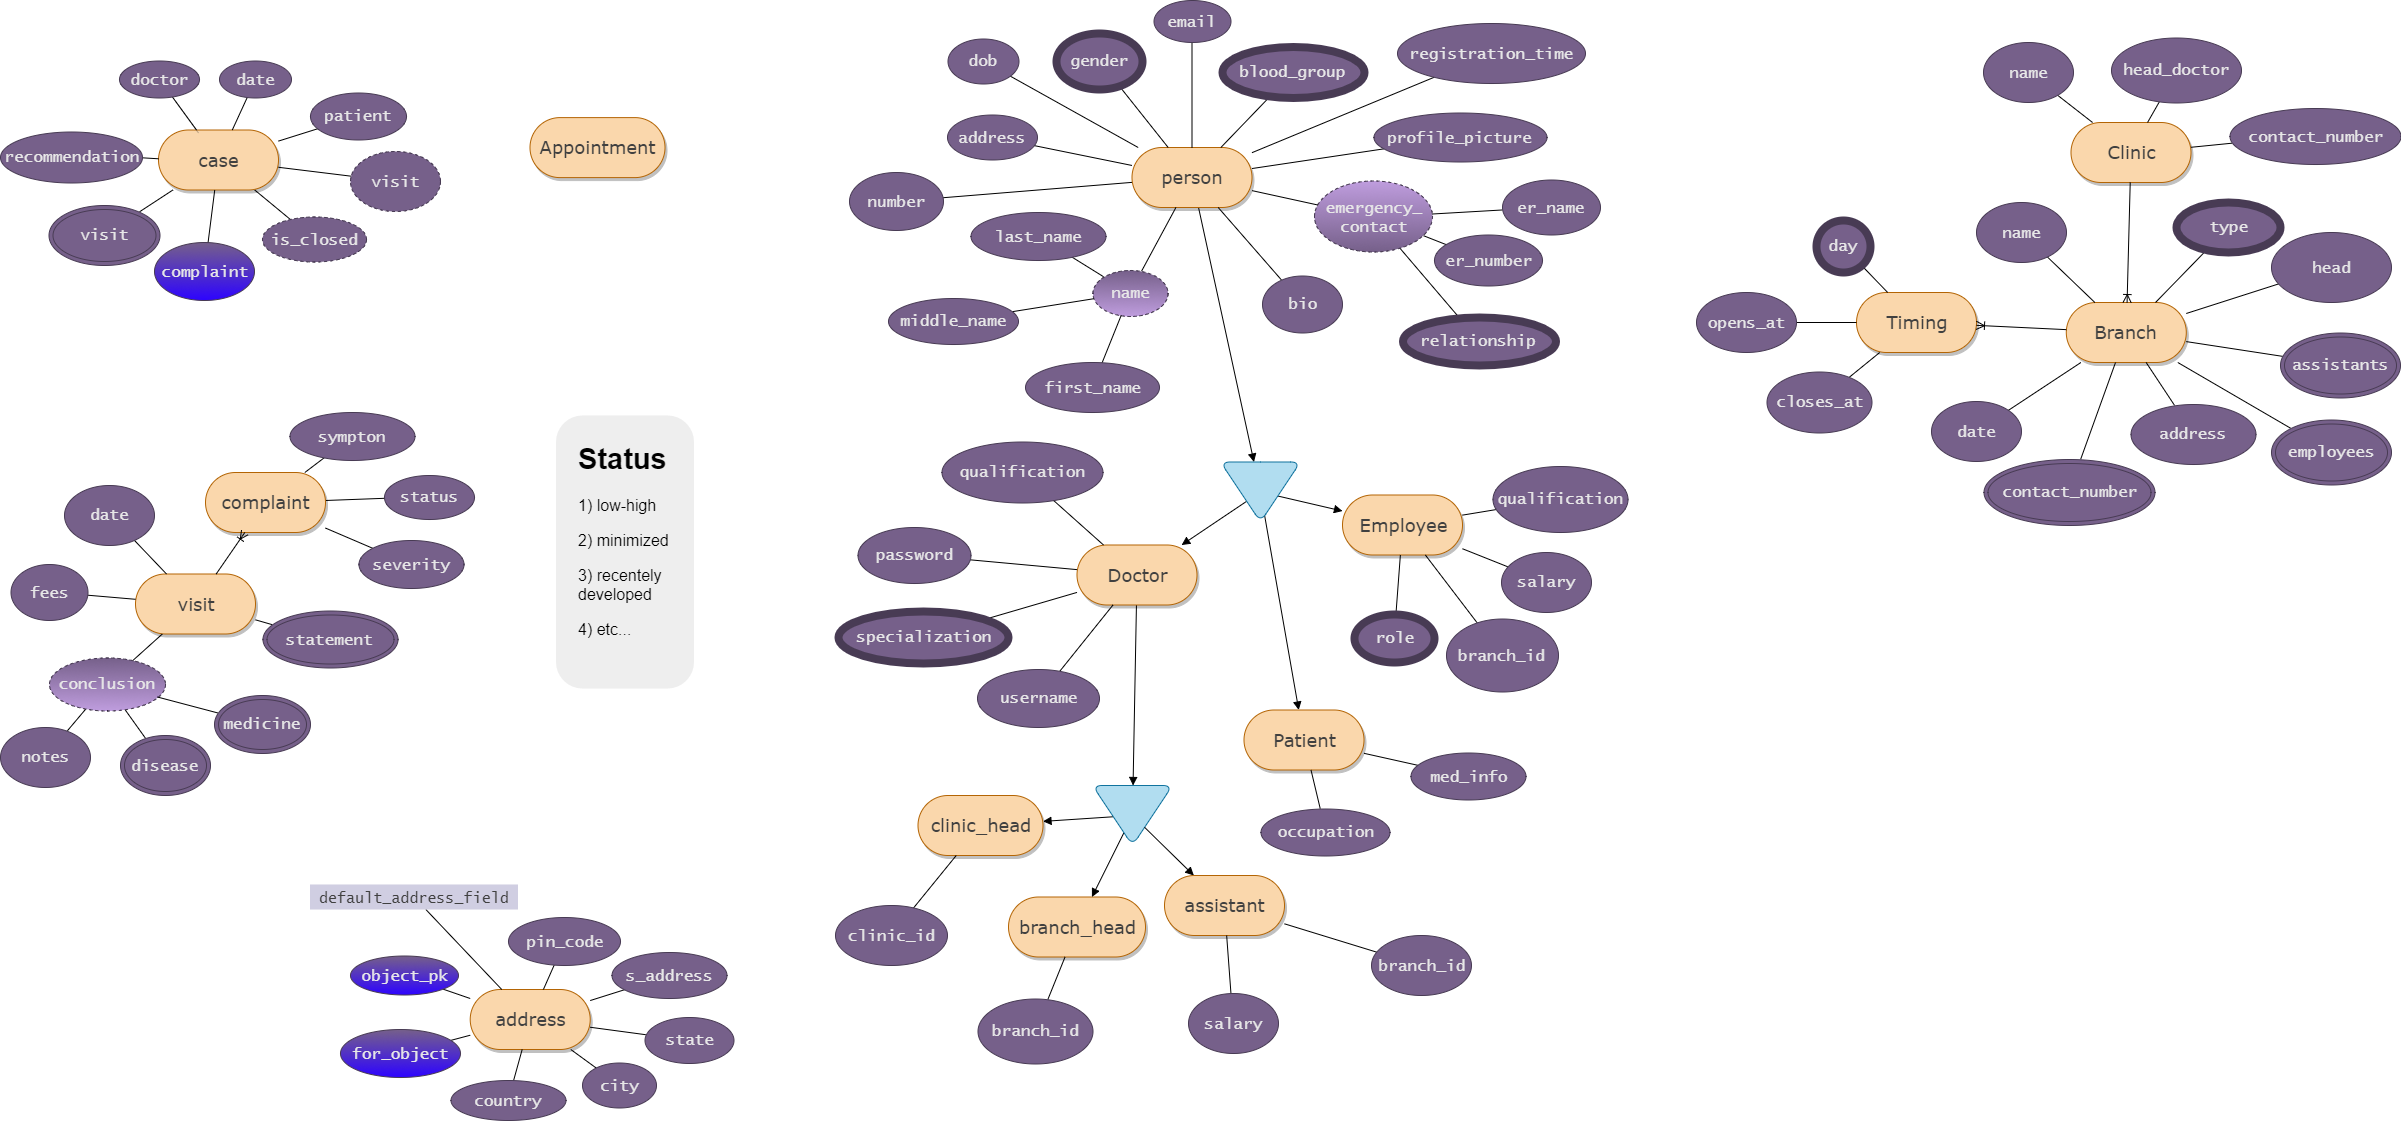 doctor
date
patient
recommendation
case
visit
visit
is_closed
complaint
Appointment
email
dob
gender
blood_group
registration_time
address
profile_picture
person
number
emergency_
contact
er_name
last_name
er_number
name
bio
middle_name
relationship
first_name
name
head_doctor
contact_number
Clinic
day
name
type
head
opens_at
Timing
Branch
assistants
closes_at
date
address
employees
contact_number
sympton
complaint
status
date
severity
visit
fees
statement
conclusion
medicine
notes
disease
Status
1) low-high
2) minimized
3) recentely
developed
4) etc...
qualification
password
Doctor
specialization
username
Employee
qualification
salary
role
branch_id
Patient
med_info
occupation
clinic_head
clinic_id
branch_head
branch_id
assistant
branch_id
salary
default_address_field
pin_code
object_pk
s_address
address
for_object
state
city
country